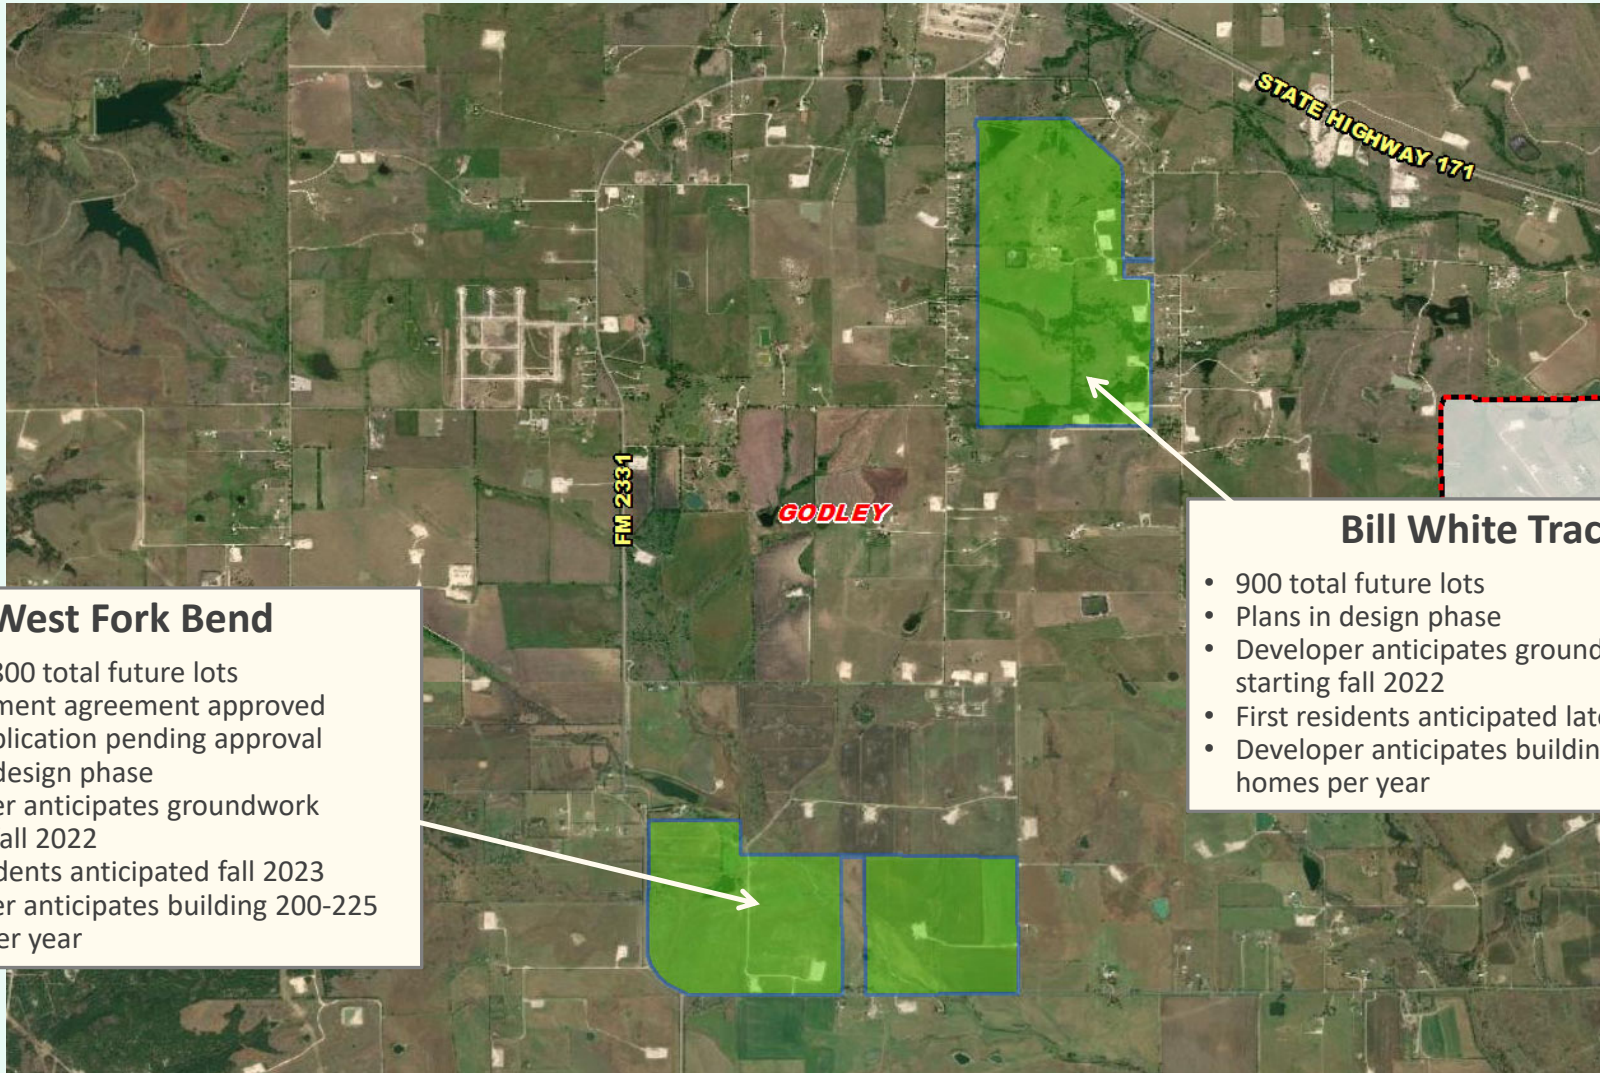 STATE HIGHWAY 171
FM 2331
GODLEY
West Fork Bend
800 total future lots
ment agreement approved
plication pending approval
design phase
er anticipates groundwork
all 2022
dents anticipated fall 2023
er anticipates building 200-225
er year
Bill White Trac
• 900 total future lots
• Plans in design phase
• Developer anticipates ground
starting fall 2022
• First residents anticipated late
• Developer anticipates buildin
homes per year